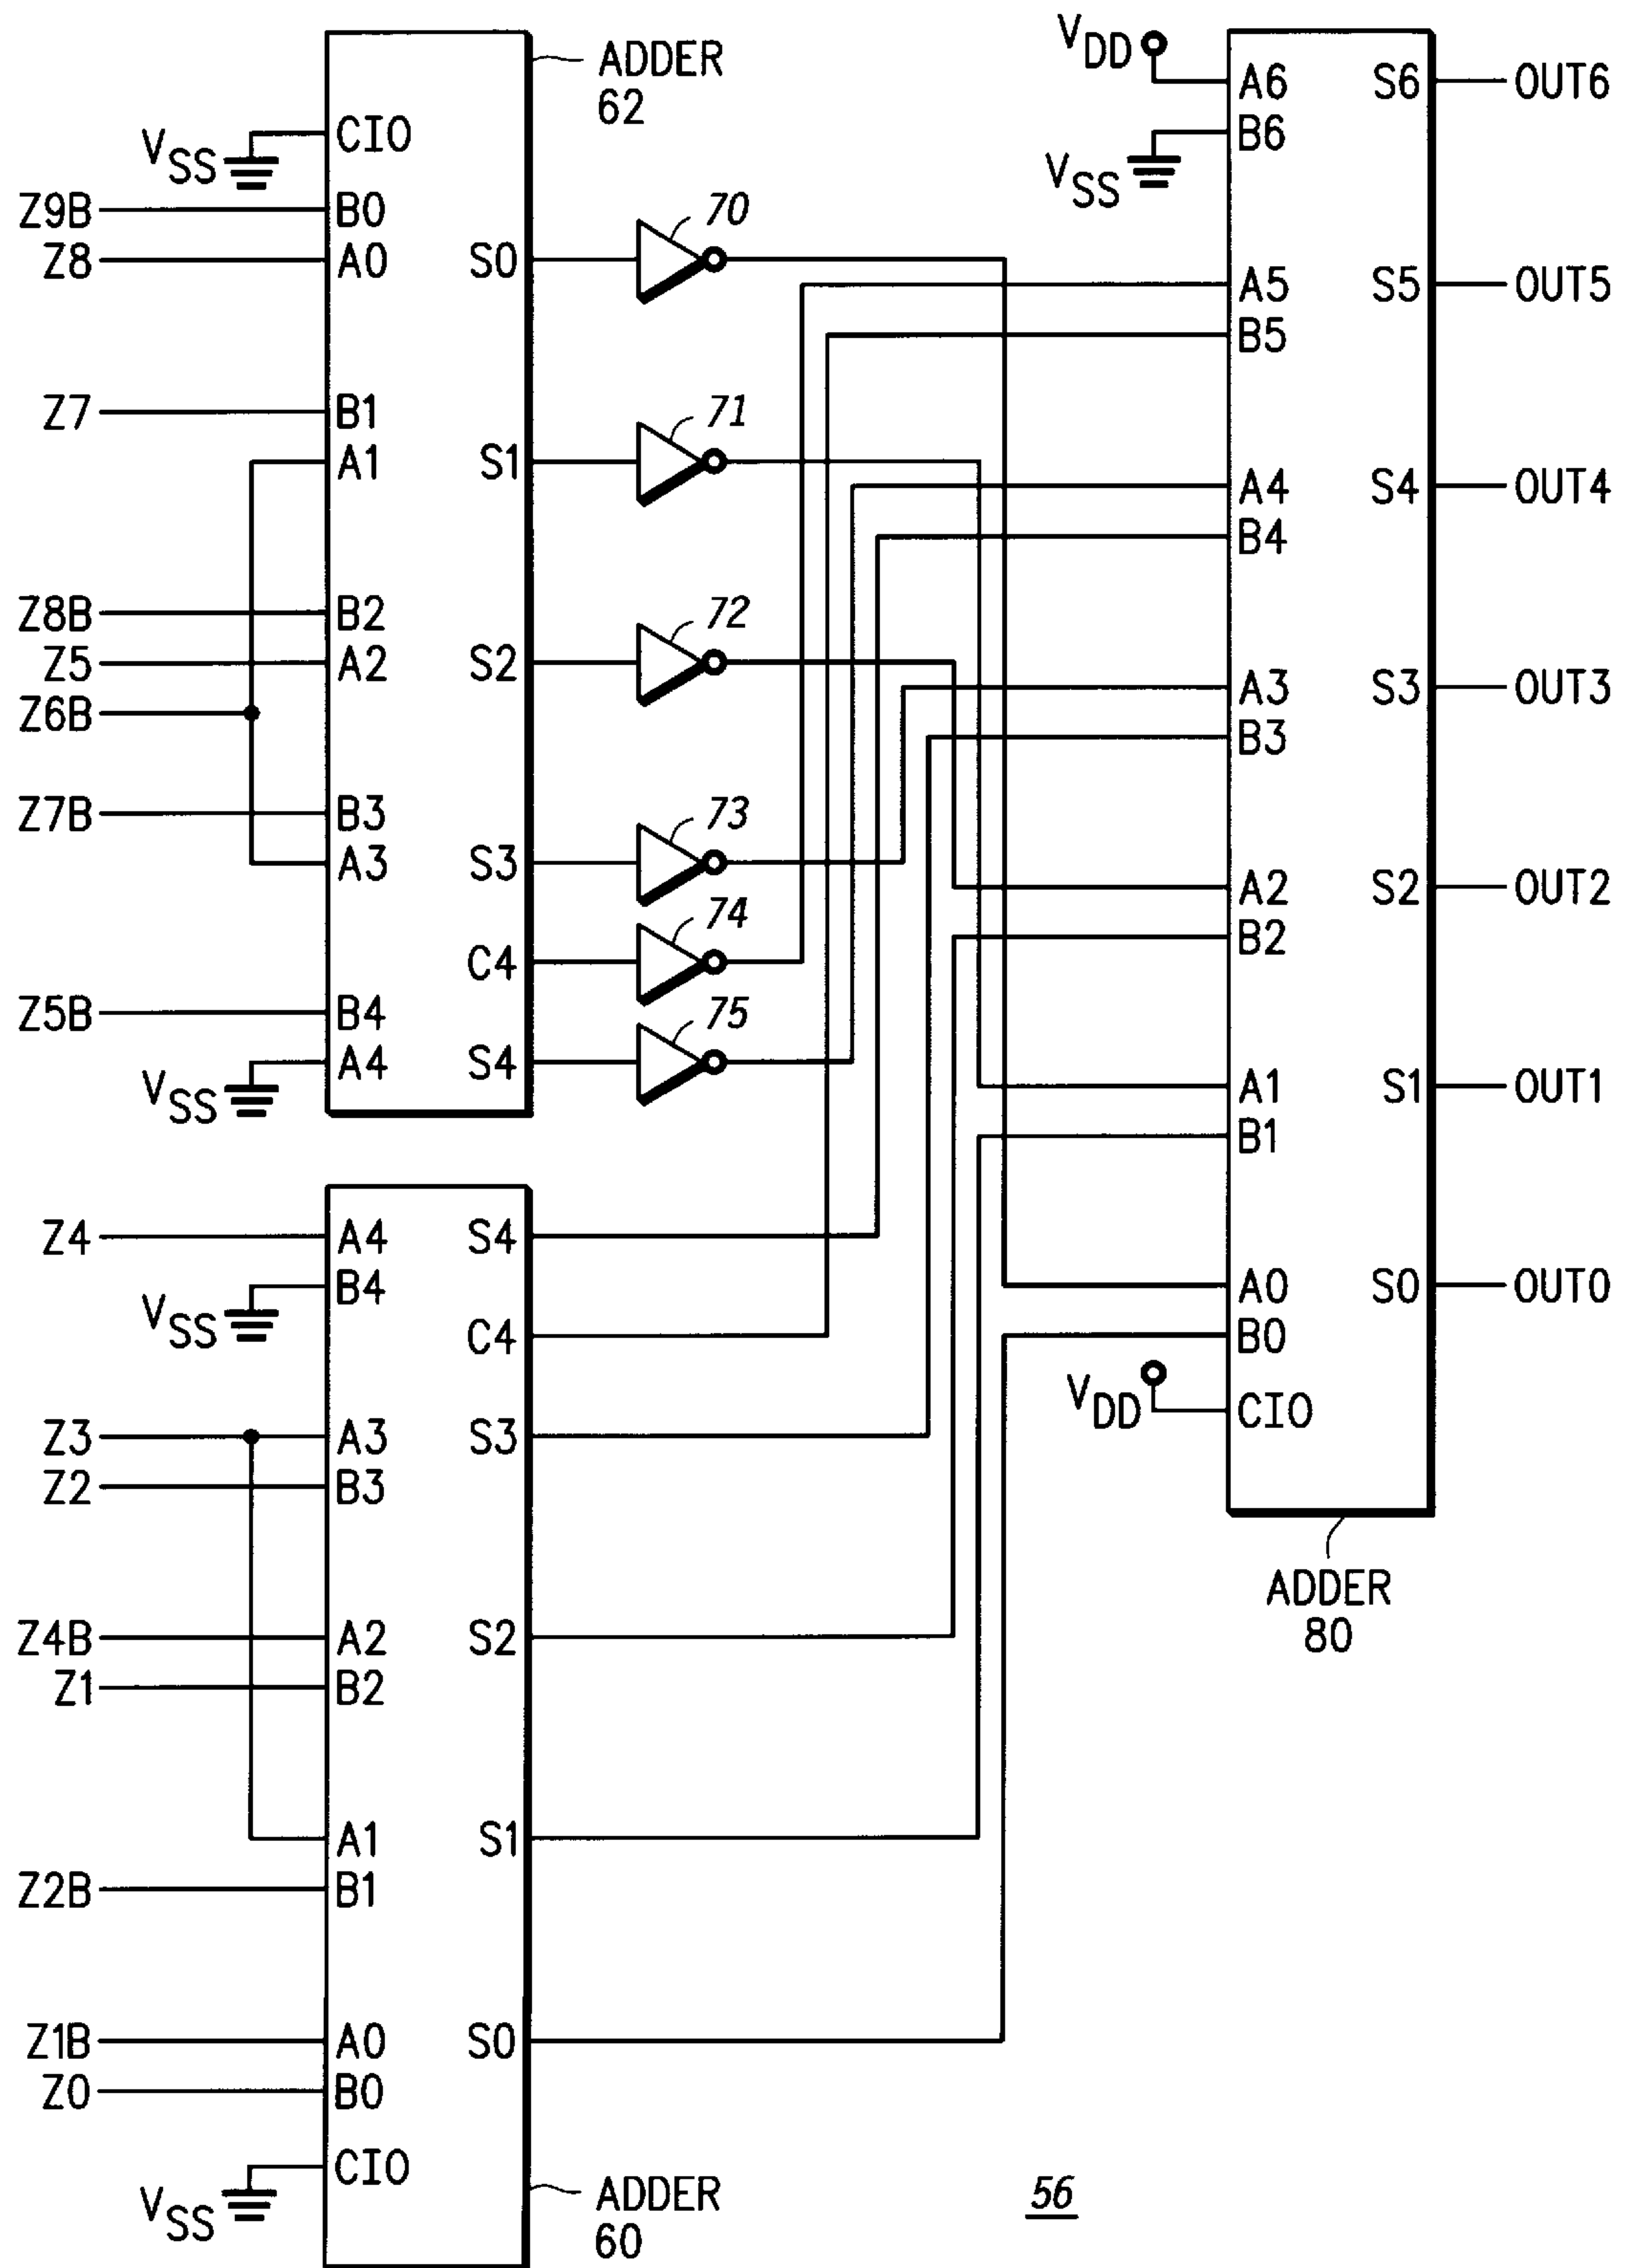 ADDER
62
VSS
CIO
Z9B B0
Z8 A0 S0 70
Z7 B1 71
A1 S1
Z8B B2 72
Z5 A2 S2
Z6B
Z7B B3 73
A3 S3
C4 74
Z5B B4 75
VSS A4 S4
Z4 A4 S4
VSS B4
C4
Z3 A3 S3
Z2 B3
Z4B A2 S2
Z1 B2
A1 S1
Z2B B1
Z1B A0 S0
Z0 B0
CIO
VSS
ADDER
60
VDD
A6 S6 OUT6
B6
VSS
A5 S5 OUT5
B5
A4 S4 OUT4
B4
A3 S3 OUT3
B3
A2 S2 OUT2
B2
A1 S1 OUT1
B1
A0 S0 OUT0
B0
VDD
CIO
ADDER
80
56